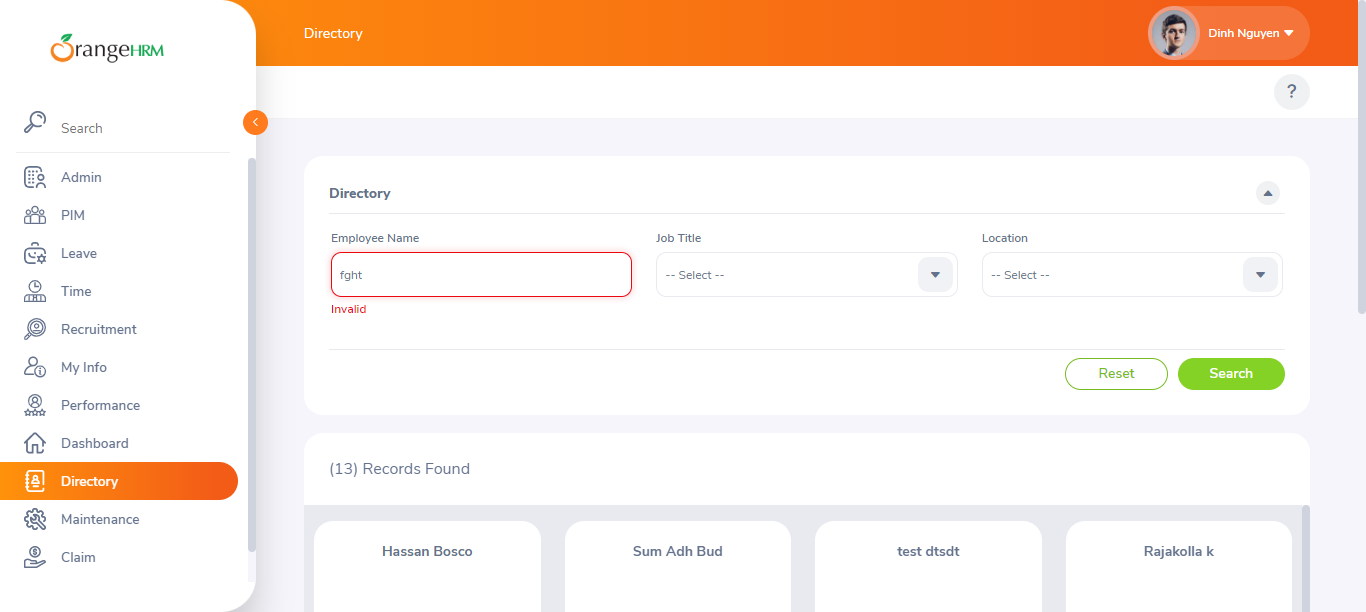 OrangeHRM
Directory
Dinh Nguyen
?
Search
Admin
PIM
Leave
Time
Recruitment
My Info
Performance
Dashboard
Directory
Maintenance
Claim
Directory
Employee Name
Job Title
Location
fght
-- Select --
-- Select --
Invalid
Reset
Search
(13) Records Found
Hassan Bosco
Sum Adh Bud
test dtsdt
Rajakolla k